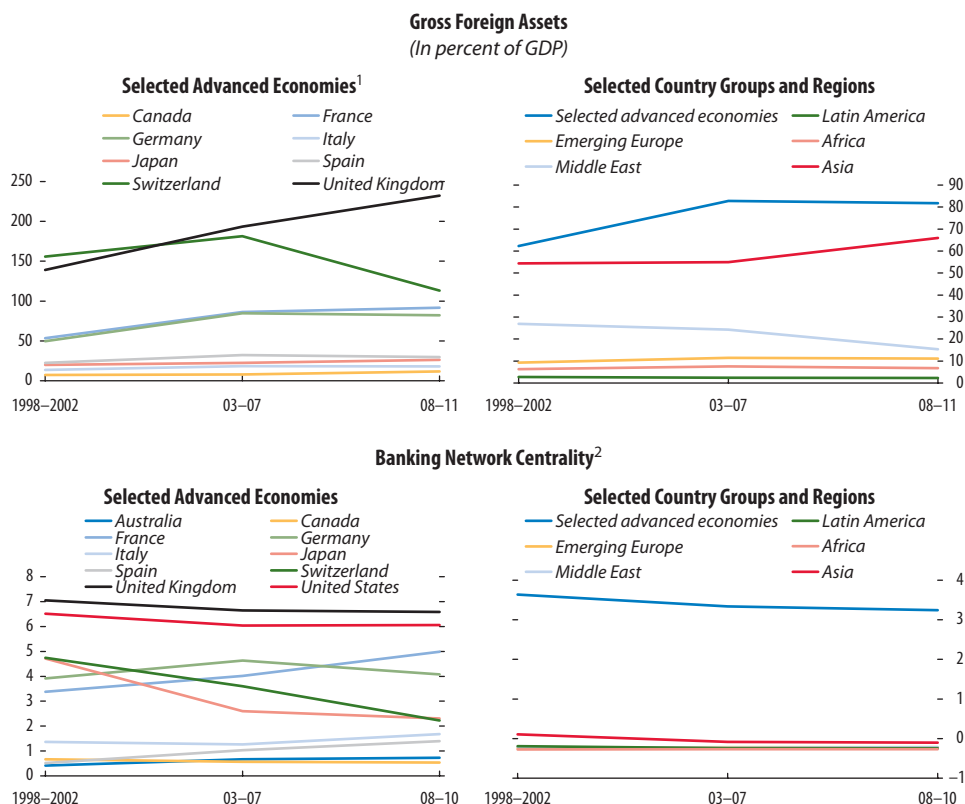 Gross Foreign Assets
(In percent of GDP)
Selected Advanced Economies1
Canada France
Germany Italy
Japan Spain
Switzerland United Kingdom
250
200
150
100
50
0
1998–2002 03–07 08–11
Selected Country Groups and Regions
Selected advanced economies Latin America
Emerging Europe Africa
Middle East Asia
90
80
70
60
50
40
30
20
10
0
1998–2002 03–07 08–11
Banking Network Centrality2
Selected Advanced Economies
Australia Canada
France Germany
Italy Japan
Spain Switzerland
United Kingdom United States
8
7
6
5
4
3
2
1
0
1998–2002 03–07 08–10
Selected Country Groups and Regions
Selected advanced economies Latin America
Emerging Europe Africa
Middle East Asia
4
3
2
1
0
–1
1998–2002 03–07 08–10